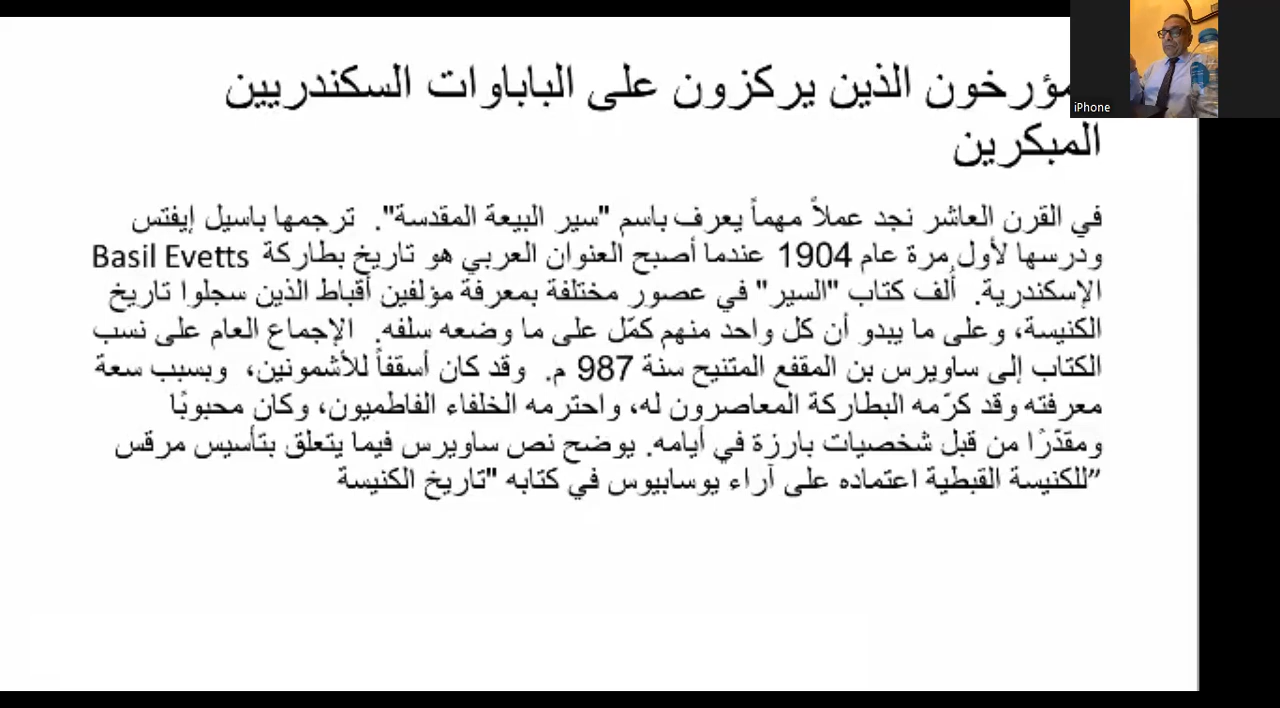 مؤرخون الذين يركزون على الباباوات السكندريين
المبكرين
في القرن العاشر نجد عملاً مهماً يعرف باسم "سير البيعة المقدسة". ترجمها باسيل إيفتس
ودرسها لأول مرة عام 1904 عندما أصبح العنوان العربي هو تاريخ بطاركة Basil Evetts
الإسكندرية. أُلف كتاب "السير" في عصور مختلفة بمعرفة مؤلفين أقباط الذين سجلوا تاريخ
الكنيسة، وعلى ما يبدو أن كل واحد منهم كمّل على ما وضعه سلفه. الإجماع العام على نسب
الكتاب إلى ساويرس بن المقفع المتنيح سنة 987 م. وقد كان أسقفاً للأشمونين، وبسبب سعة
معرفته وقد كرّمه البطاركة المعاصرون له، واحترمه الخلفاء الفاطميون، وكان محبوبًا
ومقدّرًا من قبل شخصيات بارزة في أيامه. يوضح نص ساويرس فيما يتعلق بتأسيس مرقس
"للكنيسة القبطية اعتماده على آراء يوسابيوس في كتابه "تاريخ الكنيسة
iPhone